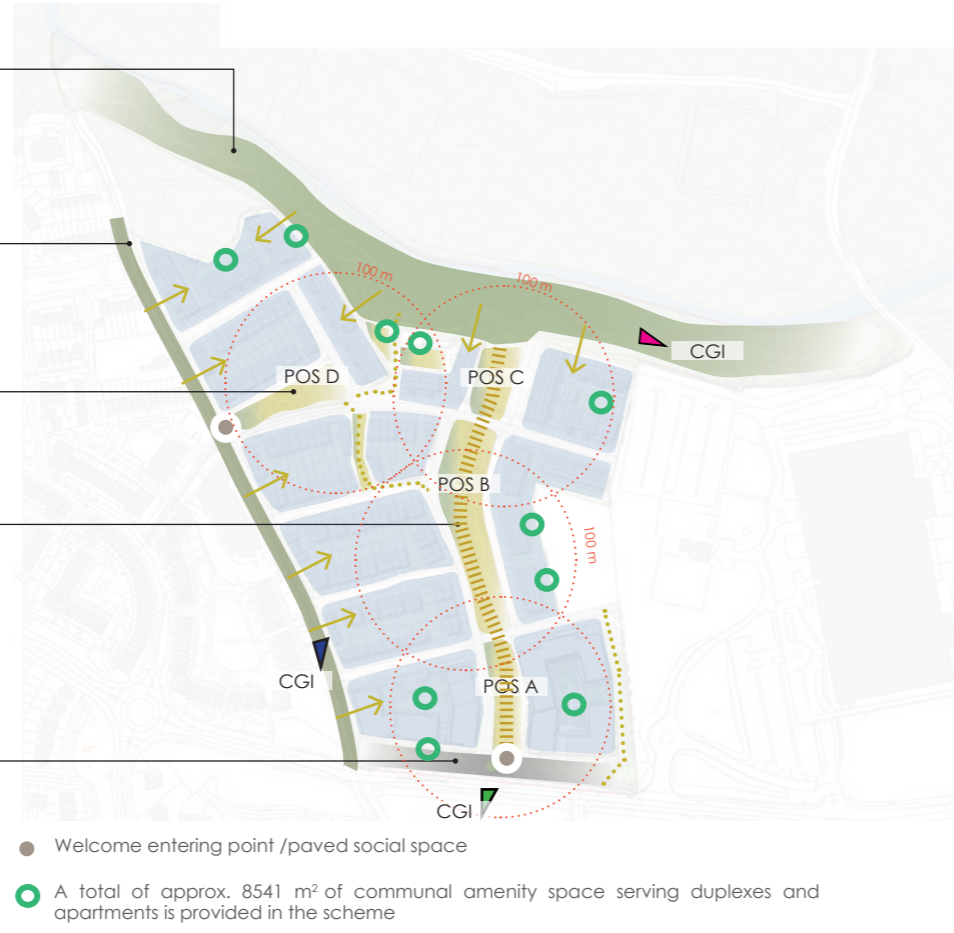 100 m
100 m
CGI
POS D
POS C
POS B
100 m
CGI
POS A
CGI
Welcome entering point /paved social space
A total of approx. 8541 m² of communal amenity space serving duplexes and
apartments is provided in the scheme